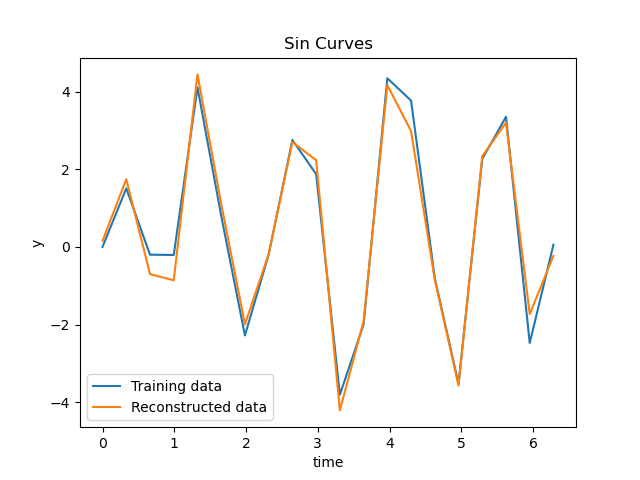 Sin Curves
4
2
0
−2
−4
y
Training data
Reconstructed data
0 1 2 3 4 5 6
time